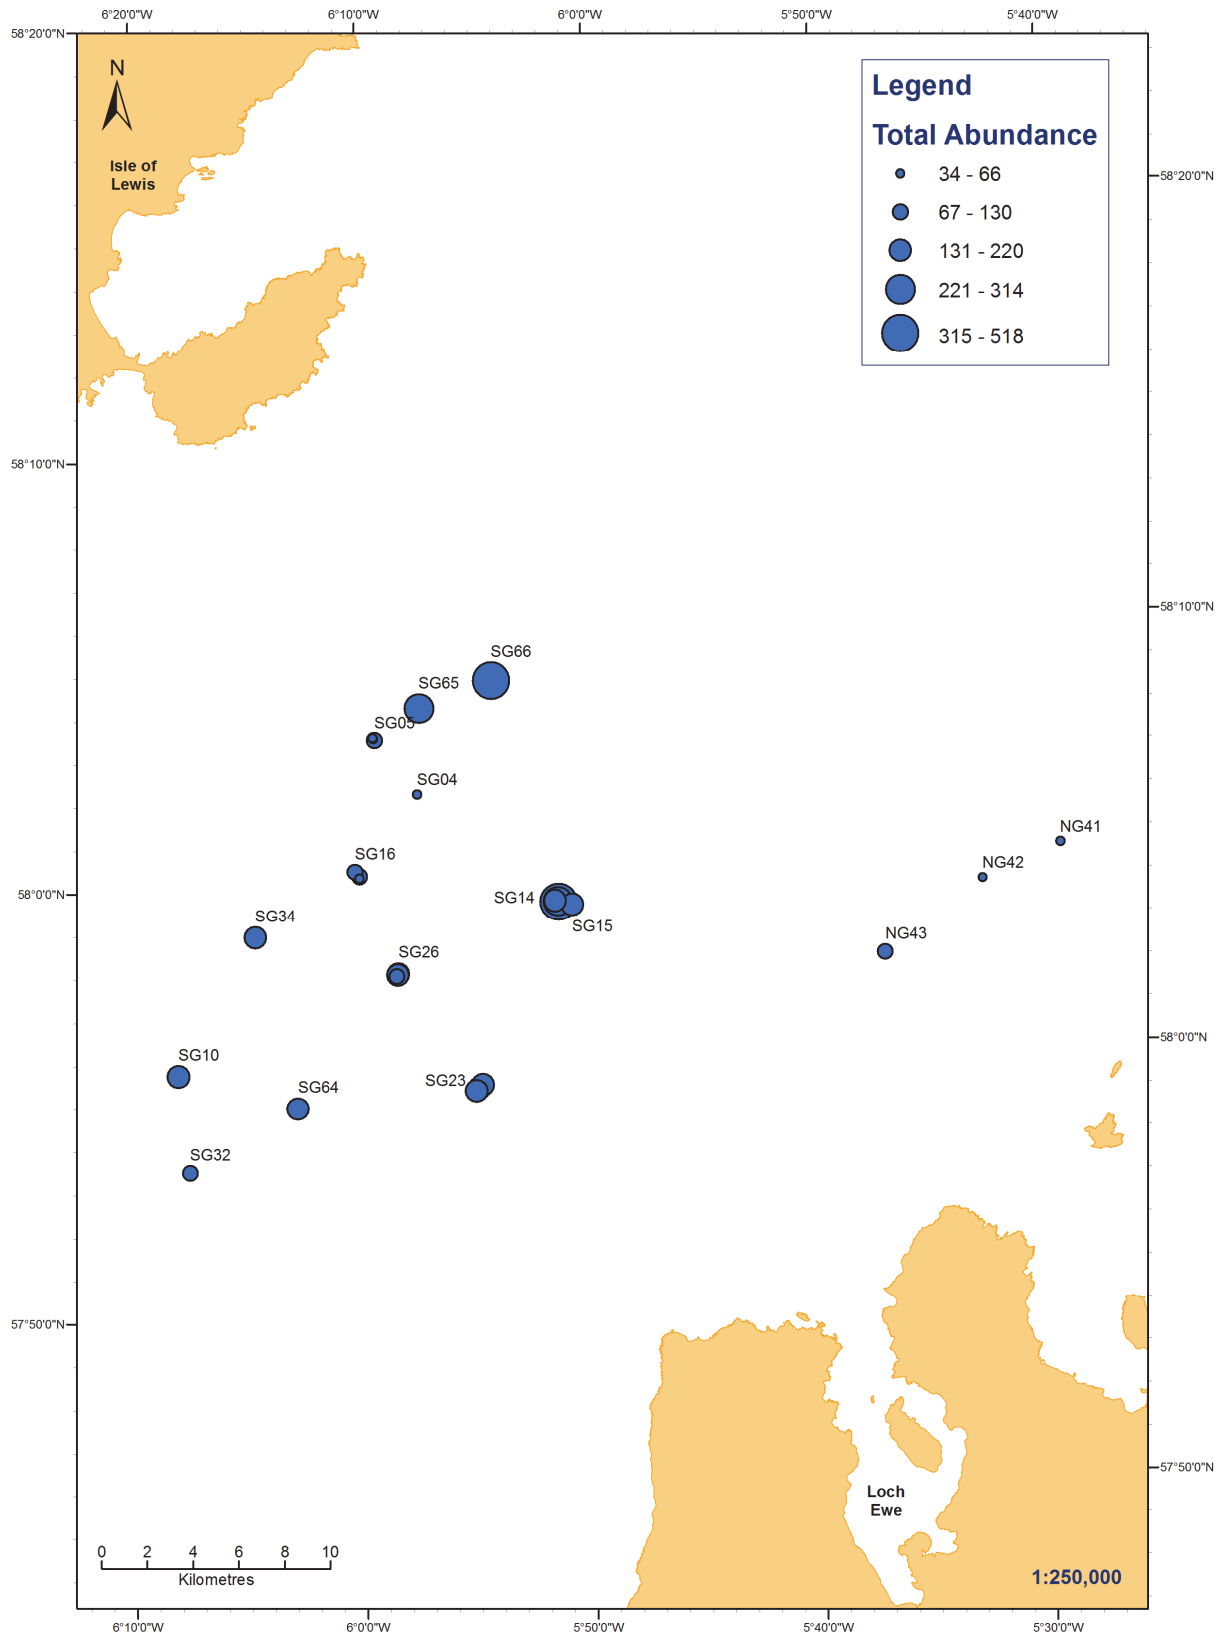 6°20'0"W 6°10'0"W 6°0'0"W 5°50'0"W 5°40'0"W
58°20'0"N
N
Legend
Total Abundance
34 - 66
67 - 130
131 - 220
221 - 314
315 - 518
Isle of
Lewis
58°20'0"N
58°10'0"N
58°10'0"N
SG66
SG65
SG05
SG04
NG41
SG16
NG42
58°0'0"N
SG14
SG34
SG15
NG43
SG26
58°0'0"N
SG10
SG23
SG64
SG32
57°50'0"N
57°50'0"N
Loch
Ewe
0 2 4 6 8 10
Kilometres
1:250,000
6°10'0"W 6°0'0"W 5°50'0"W 5°40'0"W 5°30'0"W